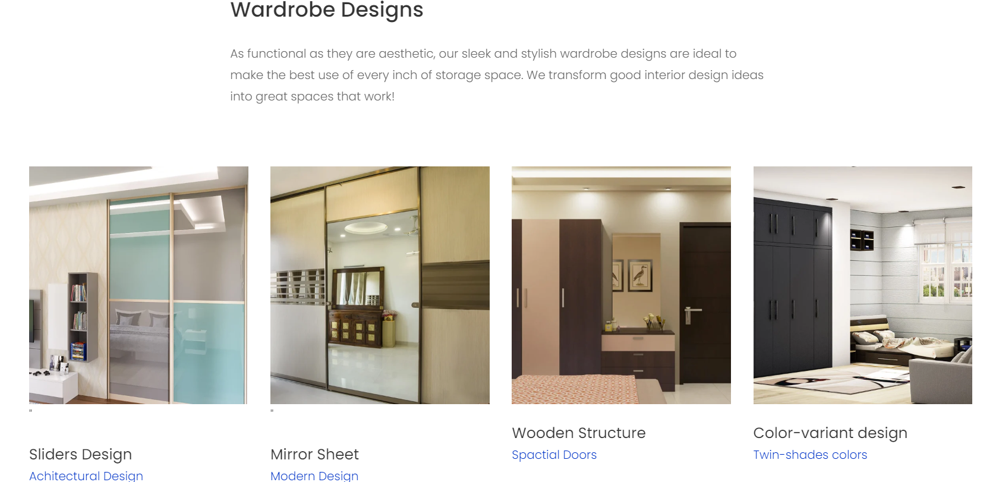 Wardrobe Designs
As functional as they are aesthetic, our sleek and stylish wardrobe designs are ideal to
make the best use of every inch of storage space. We transform good interior design ideas
into great spaces that work!
"
"
Wooden Structure
Color-variant design
Spactial Doors
Twin-shades colors
Sliders Design
Mirror Sheet
Achitectural Design
Modern Design